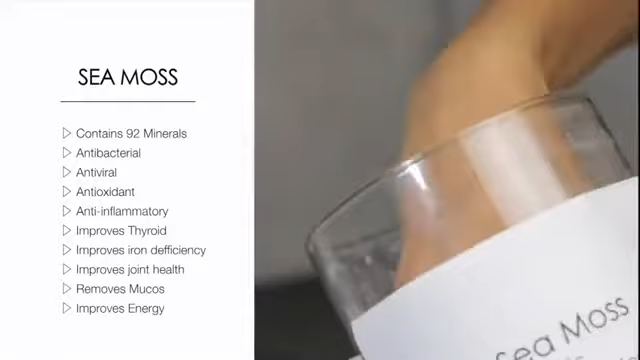 SEA MOSS
Contains 92 Minerals
Antibacterial
Antiviral
Antioxidant
Anti-inflammatory
Improves Thyroid
Improves iron defficiency
Improves joint health
Removes Mucos
Improves Energy
Sea Moss